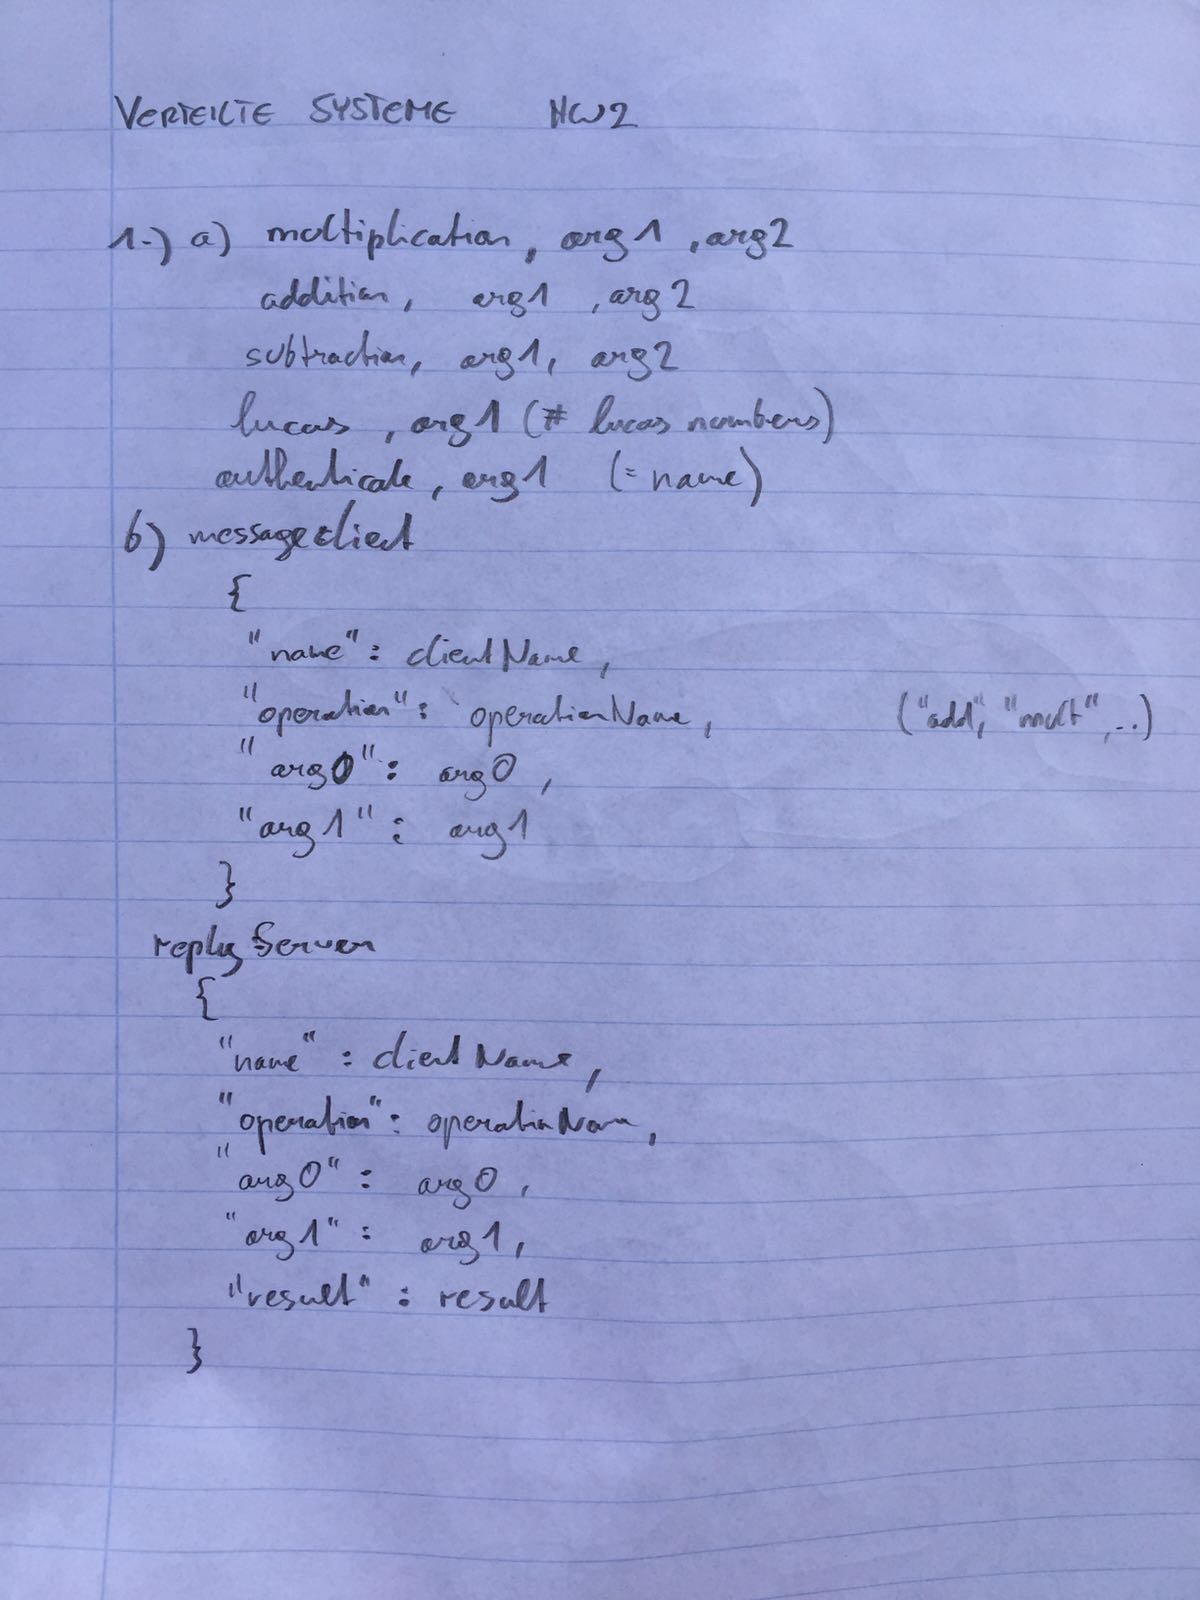 VERTEILTE SYSTEME HW2
1.) a) multiplication, arg1, arg2
addition, arg1, arg2
subtraction, arg1, arg2
lucas, arg1 (# lucas numbers)
authenticate, arg1 (= name)
b) messageClient
{
"name": clientName,
"operation": operationName, ("add", "mult", ..)
"arg0": arg0,
"arg1": arg1
}
replyServer
{
"name": clientName,
"operation": operationName,
"arg0": arg0,
"arg1": arg1,
"result": result
}